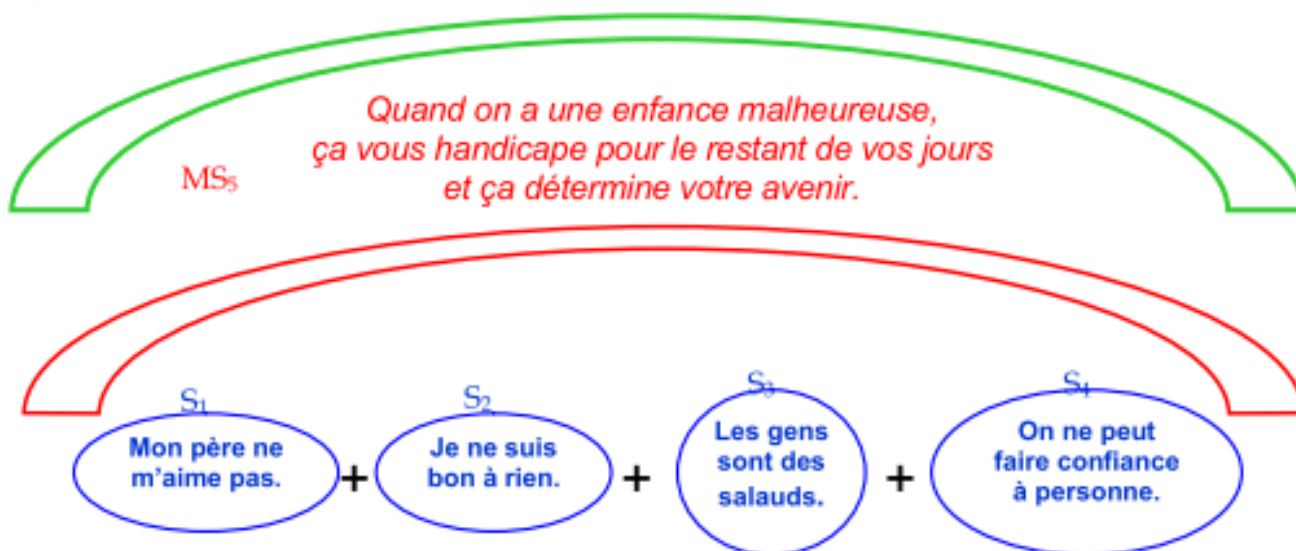 Quand on a une enfance malheureuse,
ça vous handicape pour le restant de vos jours
MS5
et ça détermine votre avenir.
S1
S2
S3
S4
Mon père ne
m’aime pas.
+
Je ne suis
bon à rien.
+
Les gens
sont des
salauds.
+
On ne peut
faire confiance
à personne.